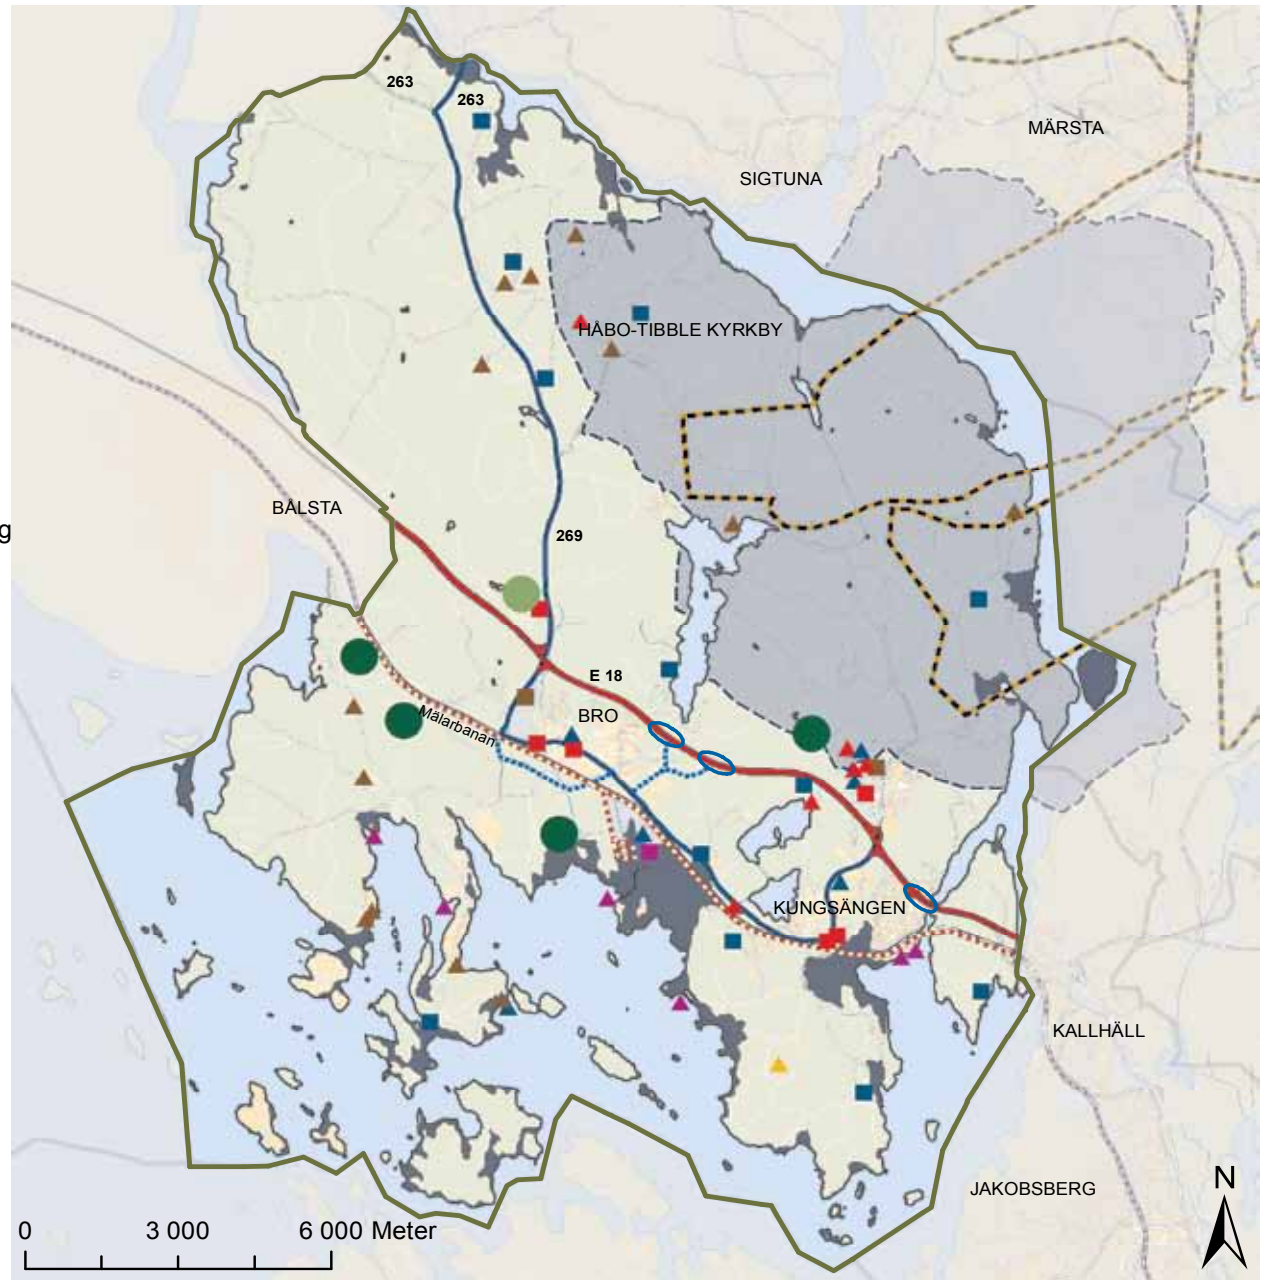 263
263
MÄRSTA
SIGTUNA
HÅBO-TIBBLE KYRKBY
BÅLSTA
g
269
E 18
BRO
Mälarbanan
KUNGSÄNGEN
KALLHÄLL
JAKOBSBERG
N
0 3 000 6 000 Meter